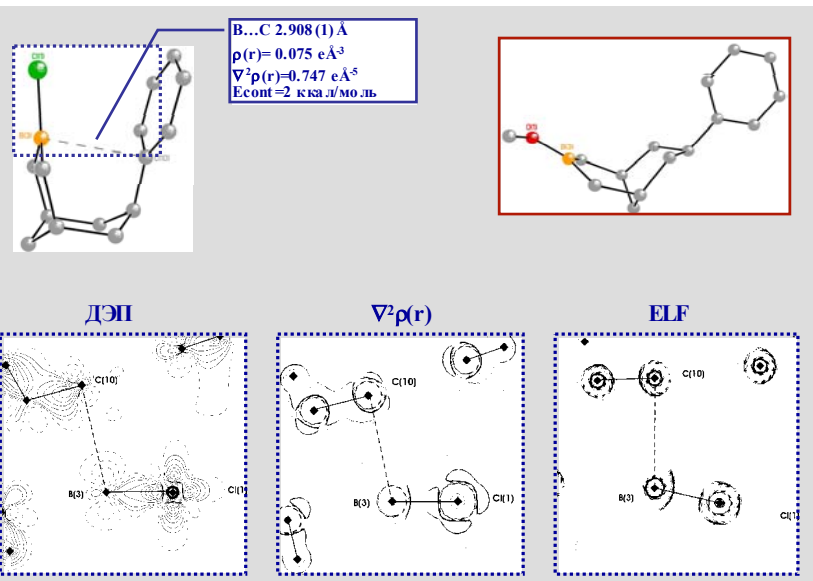 B…C 2.908(1) Å
ρ(r)= 0.075 eÅ⁻³
∇²ρ(r)=0.747 eÅ⁻⁵
Econt =2 ккал/моль
ДЭП
∇²ρ(r)
ELF
C(10)
B(3)
Cl(1
C(10)
B(3)
Cl(1)
C(10)
B(3)
Cl(1